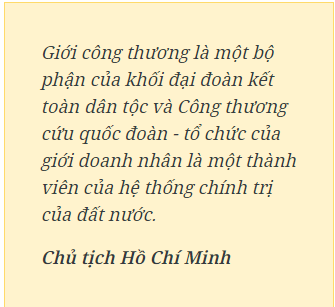 Giới công thương là một bộ
phận của khối đại đoàn kết
toàn dân tộc và Công thương
cứu quốc đoàn - tổ chức của
giới doanh nhân là một thành
viên của hệ thống chính trị
của đất nước.
Chủ tịch Hồ Chí Minh